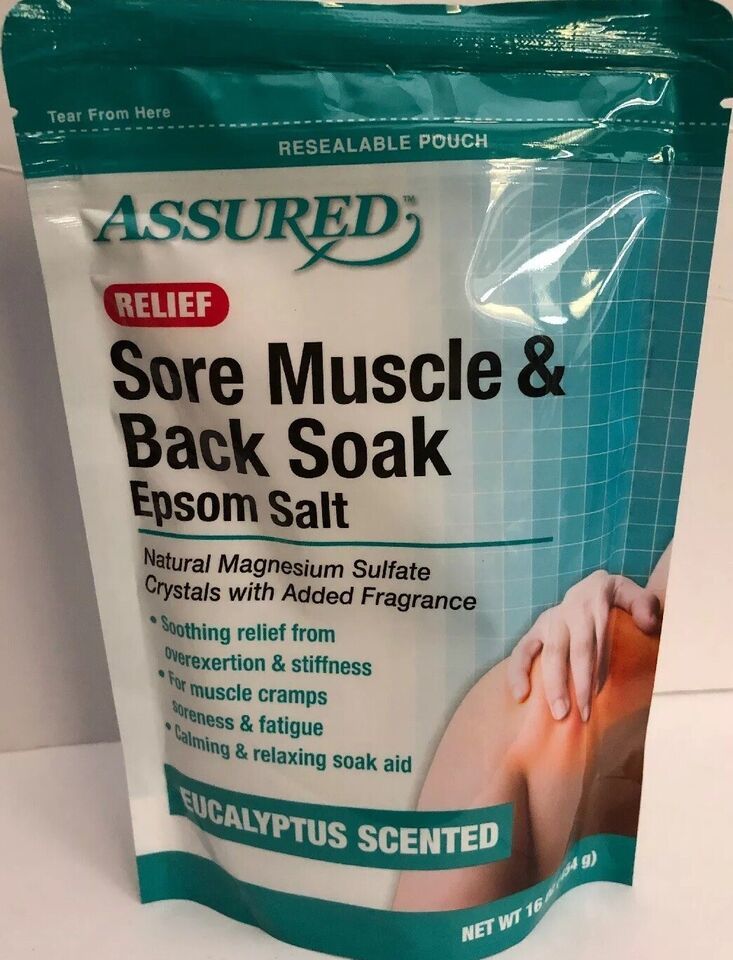 Tear From Here
RESEALABLE POUCH
ASSURED™
RELIEF
Sore Muscle &
Back Soak
Epsom Salt
Natural Magnesium Sulfate
Crystals with Added Fragrance
• Soothing relief from
overexertion & stiffness
• For muscle cramps
soreness & fatigue
• Calming & relaxing soak aid
EUCALYPTUS SCENTED
NET WT 16 g)